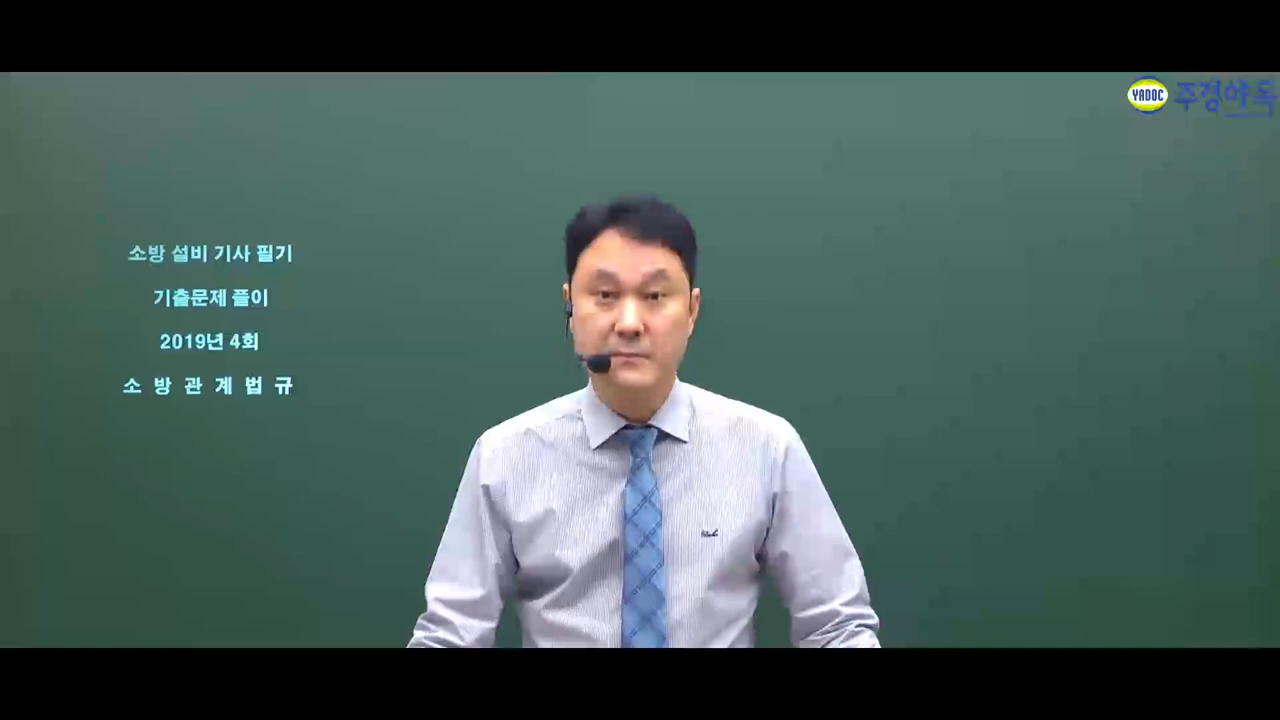 YADOC 주경야독
소방 설비 기사 필기
기출문제 풀이
2019년 4회
소 방 관 계 법 규